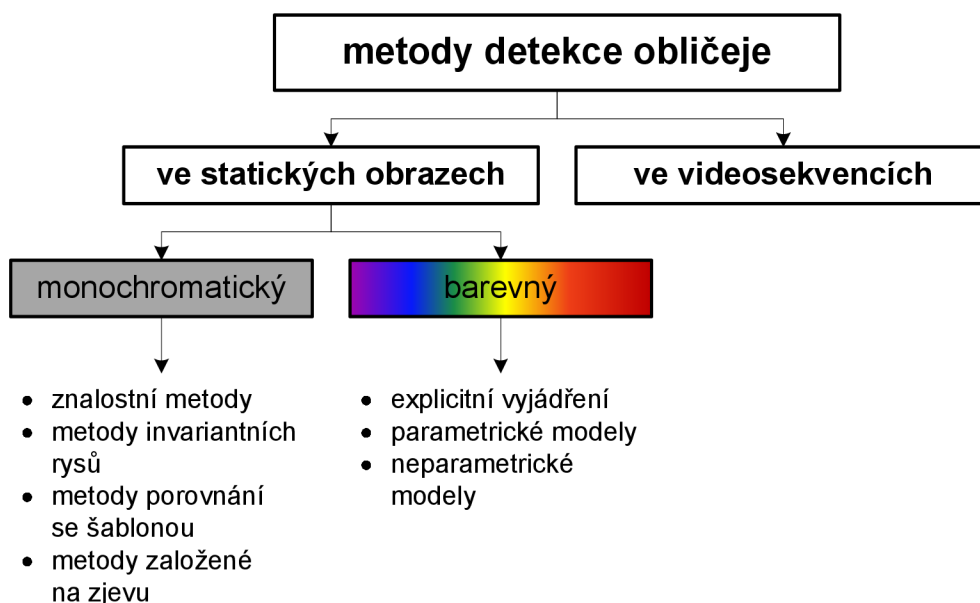 metody detekce obličeje
ve statických obrazech
ve videosekvencích
monochromatický
barevný
• znalostní metody
• metody invariantních
rysů
• metody porovnání
se šablonou
• metody založené
na zjevu
• explicitní vyjádření
• parametrické modely
• neparametrické
modely